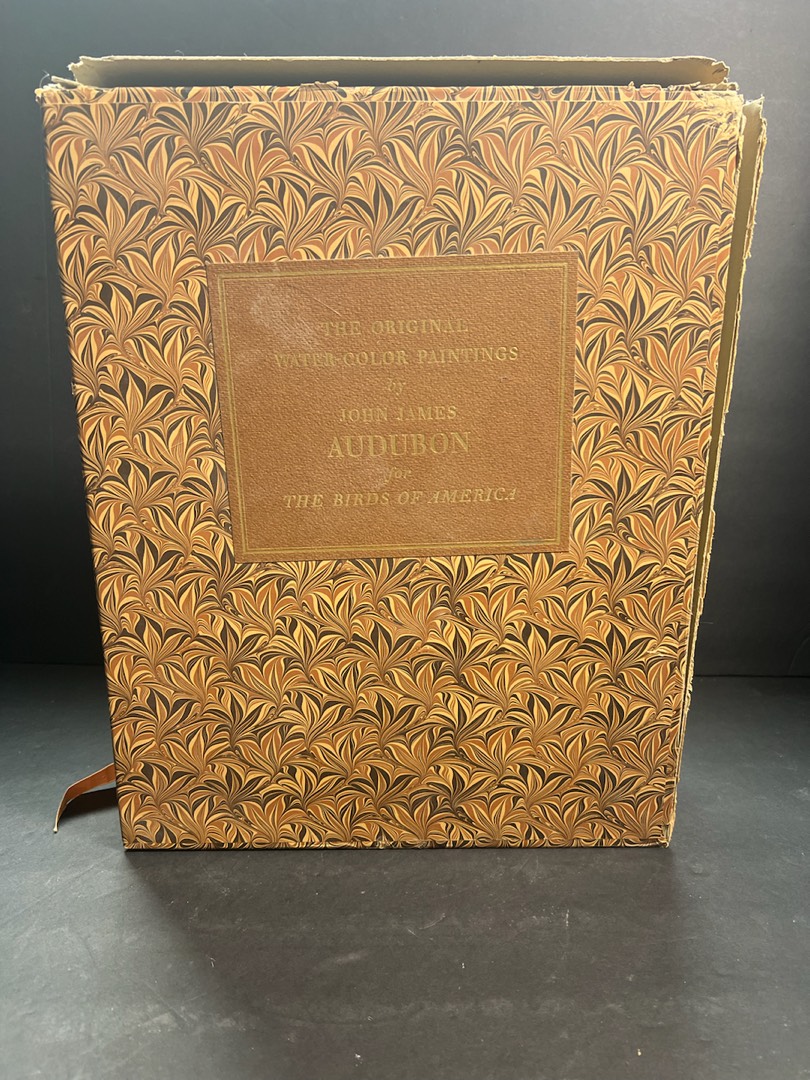 THE ORIGINAL
WATER-COLOR PAINTINGS
by
JOHN JAMES
AUDUBON
for
THE BIRDS OF AMERICA